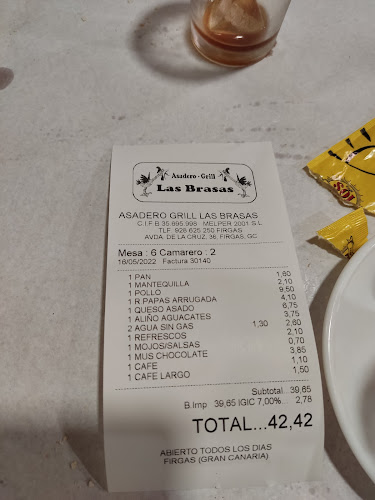 Asadero - Grill
Las Brasas
ASADERO GRILL LAS BRASAS
C.I.F B 35.695.998 MELPER 2001 S.L
TLF. 928 625 250 FIRGAS
AVDA. DE LA CRUZ, 36, FIRGAS, GC
Mesa : 6 Camarero : 2
16/05/2022 Factura 30140
1 PAN 1,60
1 MANTEQUILLA 2,10
1 POLLO 9,50
1 R PAPAS ARRUGADA 4,10
1 QUESO ASADO 6,75
1 ALIÑO AGUACATES 3,75
2 AGUA SIN GAS 1,30 2,60
1 REFRESCOS 2,10
1 MOJOS/SALSAS 0,70
1 MUS CHOCOLATE 3,85
1 CAFE 1,10
1 CAFE LARGO 1,50
Subtotal.. 39,65
B.Imp 39,65 IGIC 7,00%... 2,78
TOTAL...42,42
ABIERTO TODOS LOS DIAS
FIRGAS (GRAN CANARIA)